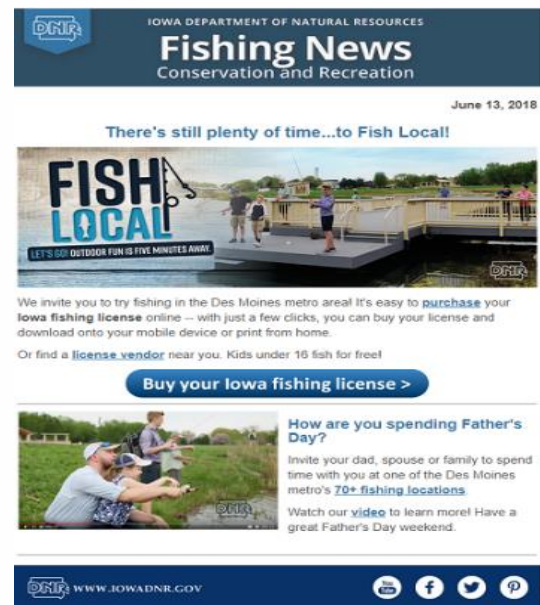 DNR
IOWA DEPARTMENT OF NATURAL RESOURCES
Fishing News
Conservation and Recreation
June 13, 2018
There's still plenty of time...to Fish Local!
FISH
LOCAL
LET'S GO! OUTDOOR FUN IS FIVE MINUTES AWAY.
DNR
We invite you to try fishing in the Des Moines metro area! It's easy to purchase your
Iowa fishing license online -- with just a few clicks, you can buy your license and
download onto your mobile device or print from home.
Or find a license vendor near you. Kids under 16 fish for free!
Buy your Iowa fishing license >
How are you spending Father's
Day?
Invite your dad, spouse or family to spend
time with you at one of the Des Moines
metro's 70+ fishing locations.
Watch our video to learn more! Have a
great Father's Day weekend.
DNR
DNR WWW.IOWADNR.GOV
You
Tube